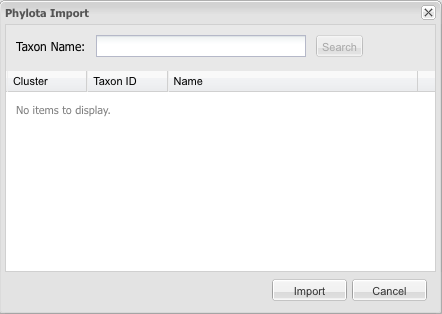 Phylota Import
Taxon Name:
Search
Cluster Taxon ID Name
No items to display.
Import Cancel